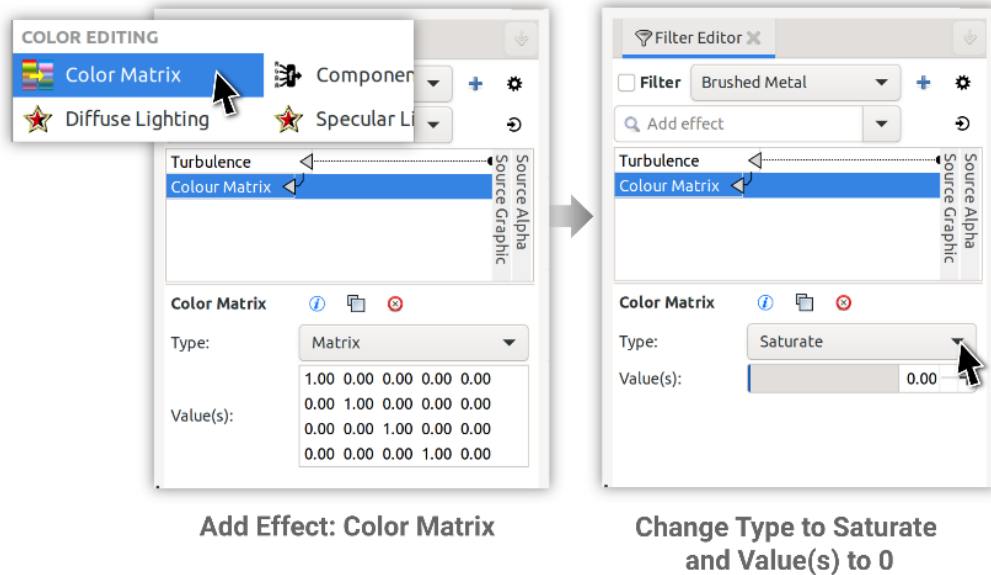 COLOR EDITING
Color Matrix
Componen
Diffuse Lighting
Specular Li
Turbulence
Colour Matrix
Source Graphic
Source Alpha
Color Matrix
Type:
Matrix
Value(s):
1.00 0.00 0.00 0.00 0.00
0.00 1.00 0.00 0.00 0.00
0.00 0.00 1.00 0.00 0.00
0.00 0.00 0.00 1.00 0.00
Add Effect: Color Matrix
Filter Editor
Filter
Brushed Metal
Add effect
Turbulence
Colour Matrix
Source Graphic
Source Alpha
Color Matrix
Type:
Saturate
Value(s):
0.00
Change Type to Saturate
and Value(s) to 0